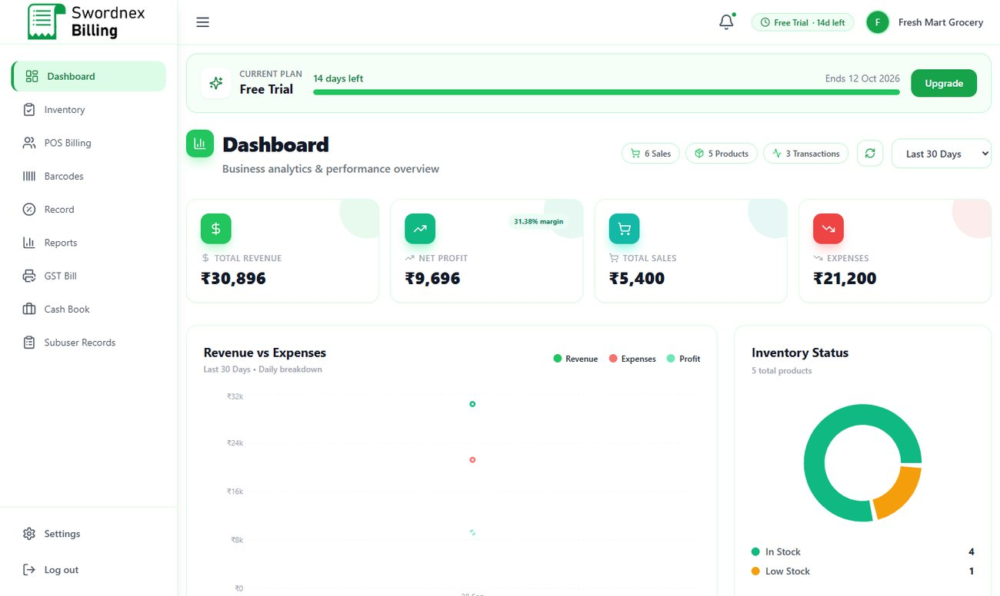 Swordnex
Billing
Free Trial · 14d left
F
Fresh Mart Grocery
Dashboard
Inventory
POS Billing
Barcodes
Record
Reports
GST Bill
Cash Book
Subuser Records
Settings
Log out
CURRENT PLAN
Free Trial
14 days left
Ends 12 Oct 2026
Upgrade
Dashboard
Business analytics & performance overview
6 Sales
5 Products
3 Transactions
Last 30 Days
TOTAL REVENUE
₹30,896
31.38% margin
NET PROFIT
₹9,696
TOTAL SALES
₹5,400
EXPENSES
₹21,200
Revenue vs Expenses
Last 30 Days • Daily breakdown
Revenue
Expenses
Profit
₹32k
₹24k
₹16k
₹8k
₹0
Inventory Status
5 total products
In Stock 4
Low Stock 1